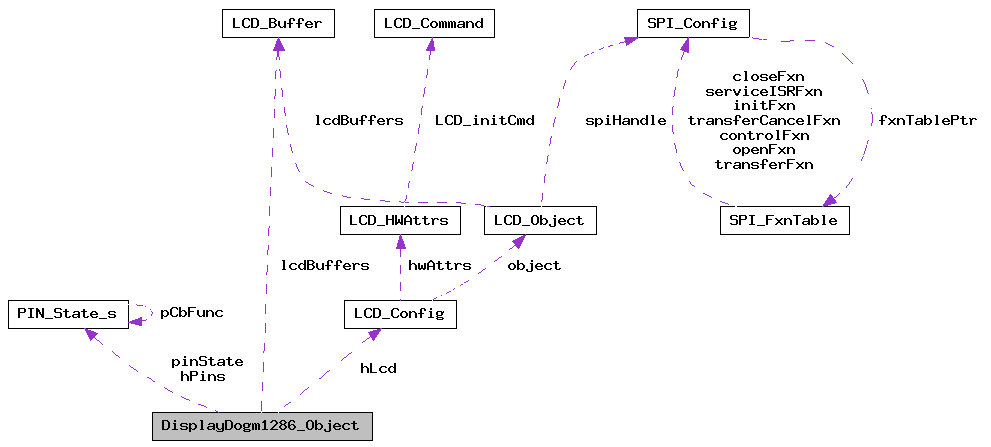 LCD_Buffer
LCD_Command
SPI_Config
closeFxn
serviceISRFxn
initFxn
transferCancelFxn
controlFxn
openFxn
transferFxn
lcdBuffers
LCD_initCmd
spiHandle
fxnTablePtr
LCD_HWAttrs
LCD_Object
SPI_FxnTable
lcdBuffers
hwAttrs
object
PIN_State_s
pCbFunc
LCD_Config
pinState
hPins
hLcd
DisplayDogm1286_Object